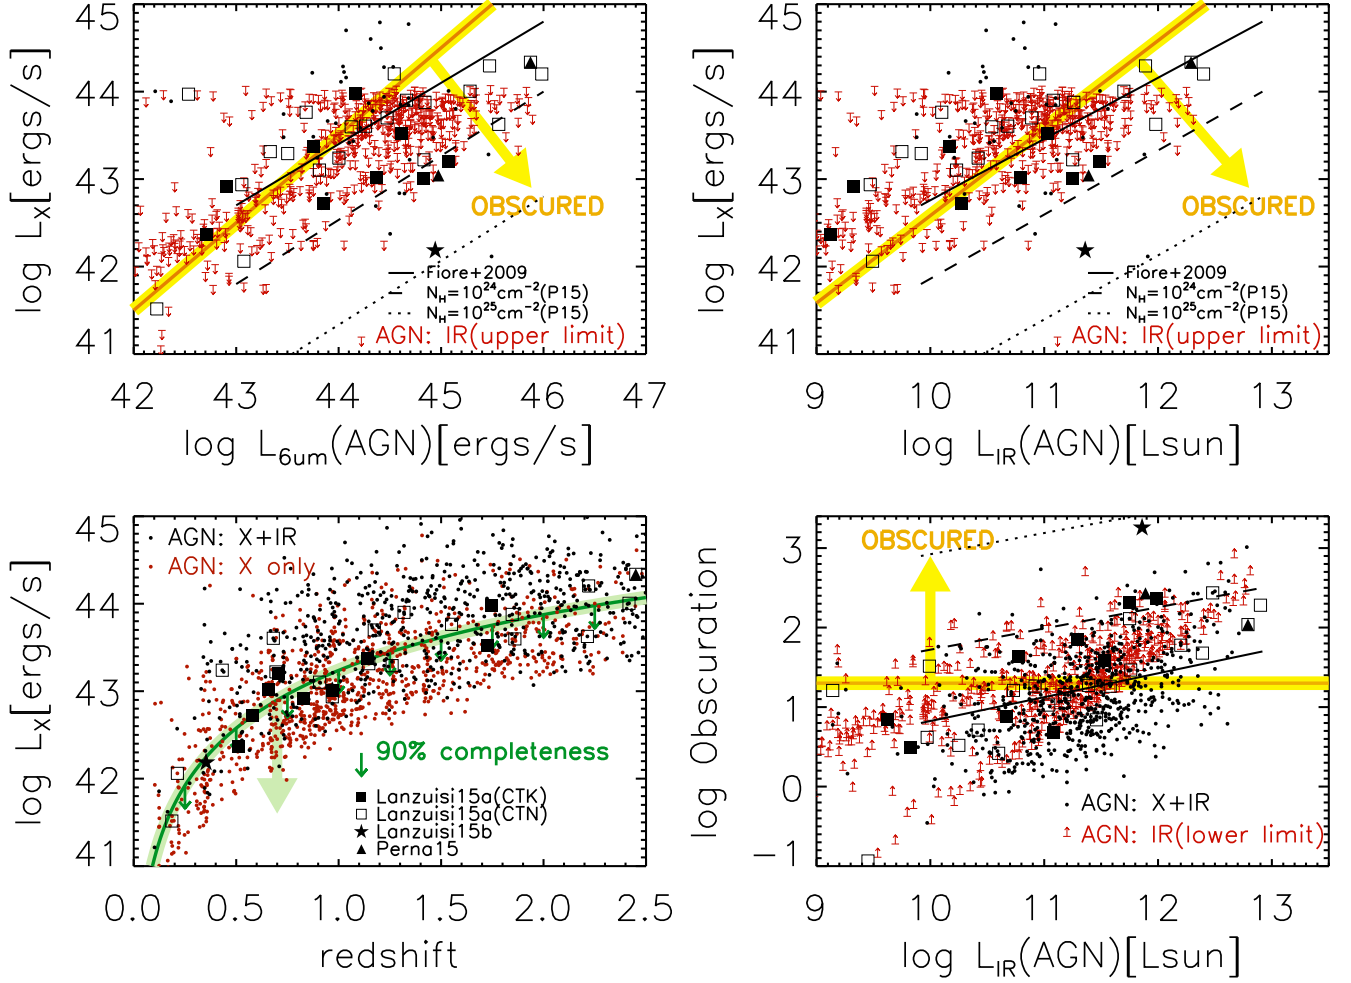 45
44
43
42
41
log Lx[ergs/s]
OBSCURED
Fiore+2009
N_H=10^24cm^-2(P15)
N_H=10^25cm^-2(P15)
AGN: IR(upper limit)
42 43 44 45 46 47
log L_6um(AGN)[ergs/s]
45
44
43
42
41
log Lx[ergs/s]
OBSCURED
Fiore+2009
N_H=10^24cm^-2(P15)
N_H=10^25cm^-2(P15)
AGN: IR(upper limit)
9 10 11 12 13
log L_IR(AGN)[Lsun]
45
44
43
42
41
log Lx[ergs/s]
AGN: X+IR
AGN: X only
90% completeness
Lanzuisi15a(CTK)
Lanzuisi15a(CTN)
Lanzuisi15b
Perna15
0.0 0.5 1.0 1.5 2.0 2.5
redshift
3
2
1
0
-1
log Obscuration
OBSCURED
AGN: X+IR
AGN: IR(lower limit)
9 10 11 12 13
log L_IR(AGN)[Lsun]